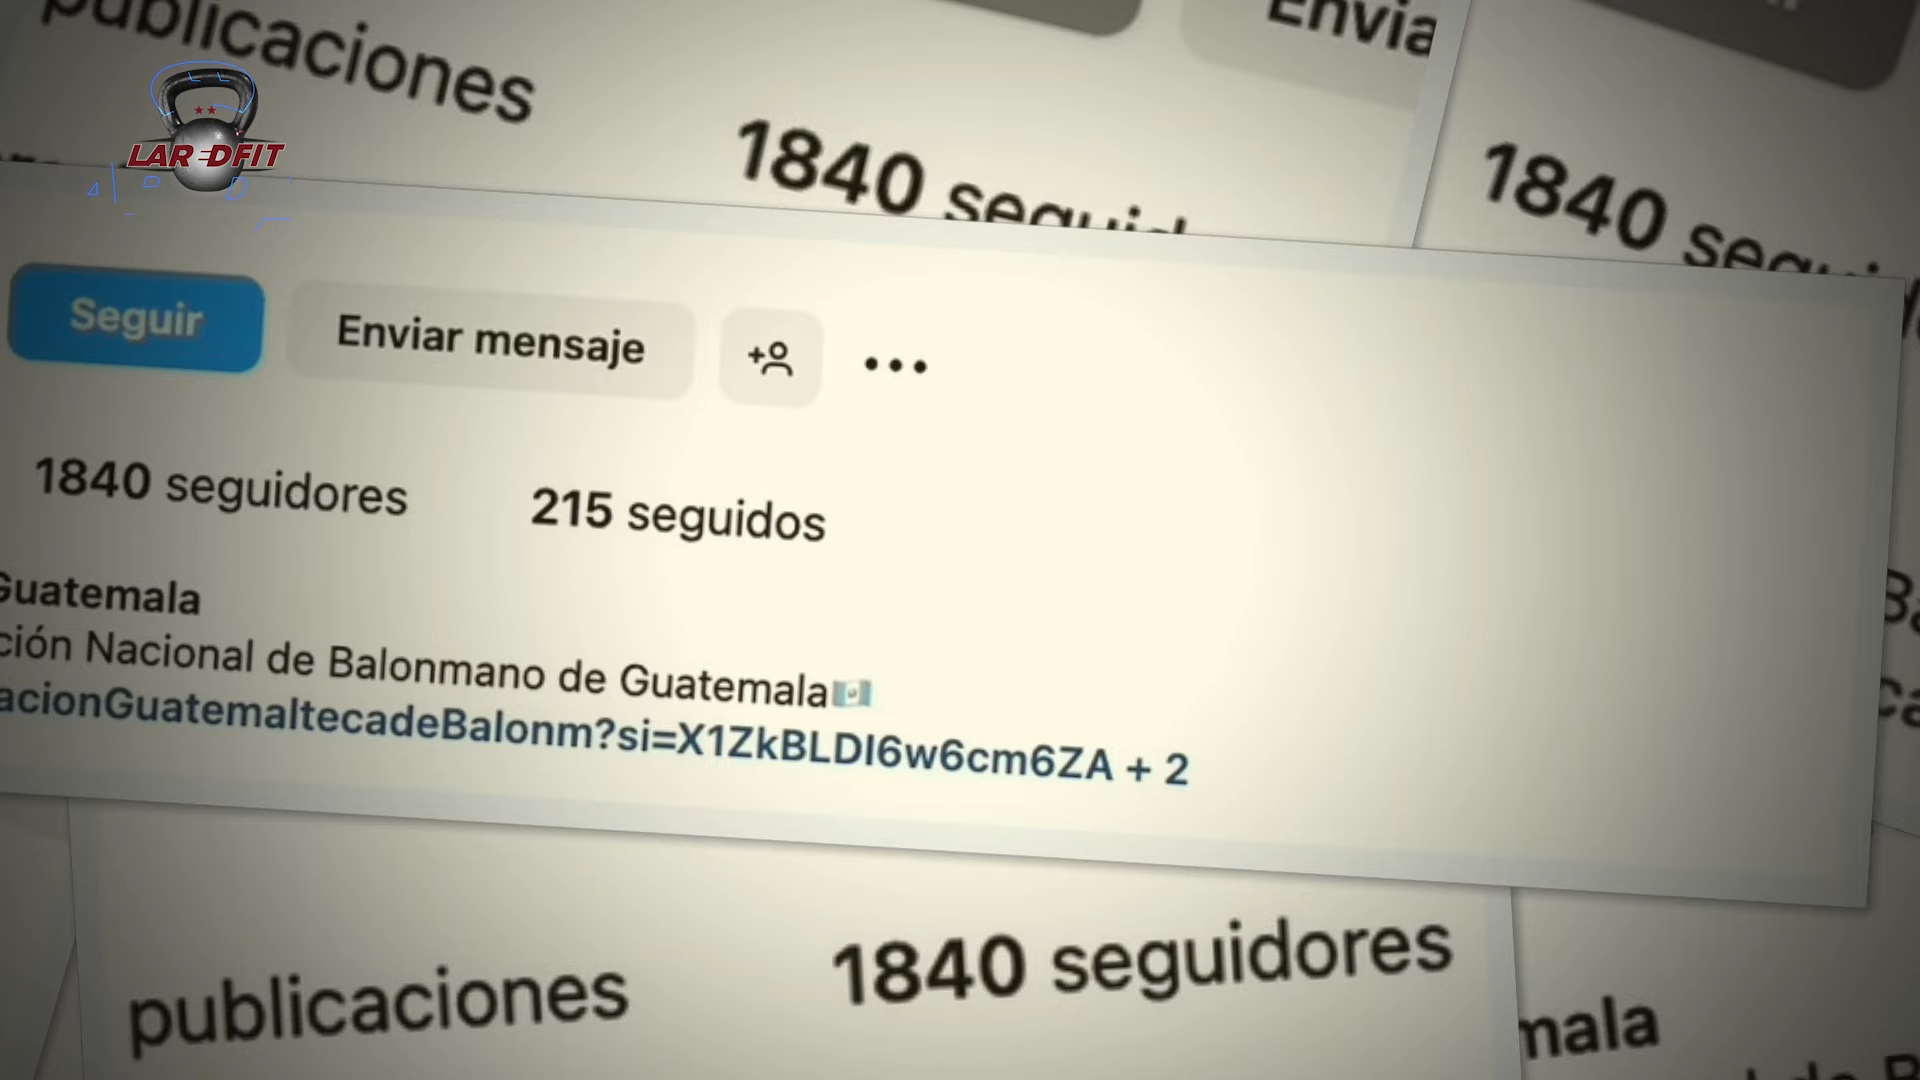 publicaciones
Envia
1840
1840
LAR DFIT
Seguir
Enviar mensaje
1840 seguidores
215 seguidos
Guatemala
ción Nacional de Balonmano de Guatemala
acionGuatemaltecadeBalonm?si=X1ZkBLDI6w6cm6ZA + 2
publicaciones
1840 seguidores
mala